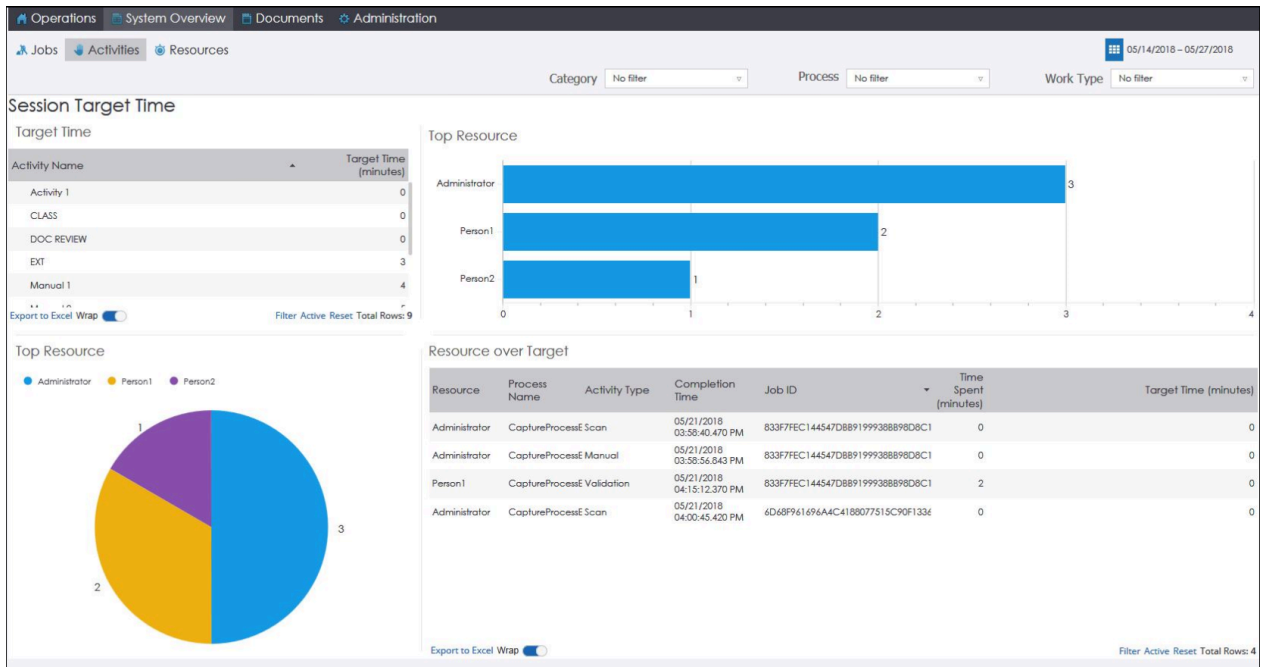 Operations System Overview Documents Administration
Jobs Activities Resources
05/14/2018 – 05/27/2018
Category No filter Process No filter Work Type No filter
Session Target Time
Target Time
Activity Name Target Time (minutes)
Activity 1 0
CLASS 0
DOC REVIEW 0
EXT 3
Manual 1 4
Export to Excel Wrap Filter Active Reset Total Rows: 9
Top Resource
Administrator 3
Person1 2
Person2 1
0 1 2 3 4
Top Resource
Administrator Person1 Person2
1
3
2
Resource over Target
Resource Process Name Activity Type Completion Time Job ID Time Spent (minutes) Target Time (minutes)
Administrator CaptureProcessE Scan 05/21/2018 03:58:40.470 PM 833F7FEC144547DBB9199938BB98D8C1 0 0
Administrator CaptureProcessE Manual 05/21/2018 03:58:56.843 PM 833F7FEC144547DBB9199938BB98D8C1 0 0
Person1 CaptureProcessE Validation 05/21/2018 04:15:12.370 PM 833F7FEC144547DBB9199938BB98D8C1 2 0
Administrator CaptureProcessE Scan 05/21/2018 04:00:45.420 PM 6D68F961696A4C4188077515C90F1336 0 0
Export to Excel Wrap Filter Active Reset Total Rows: 4